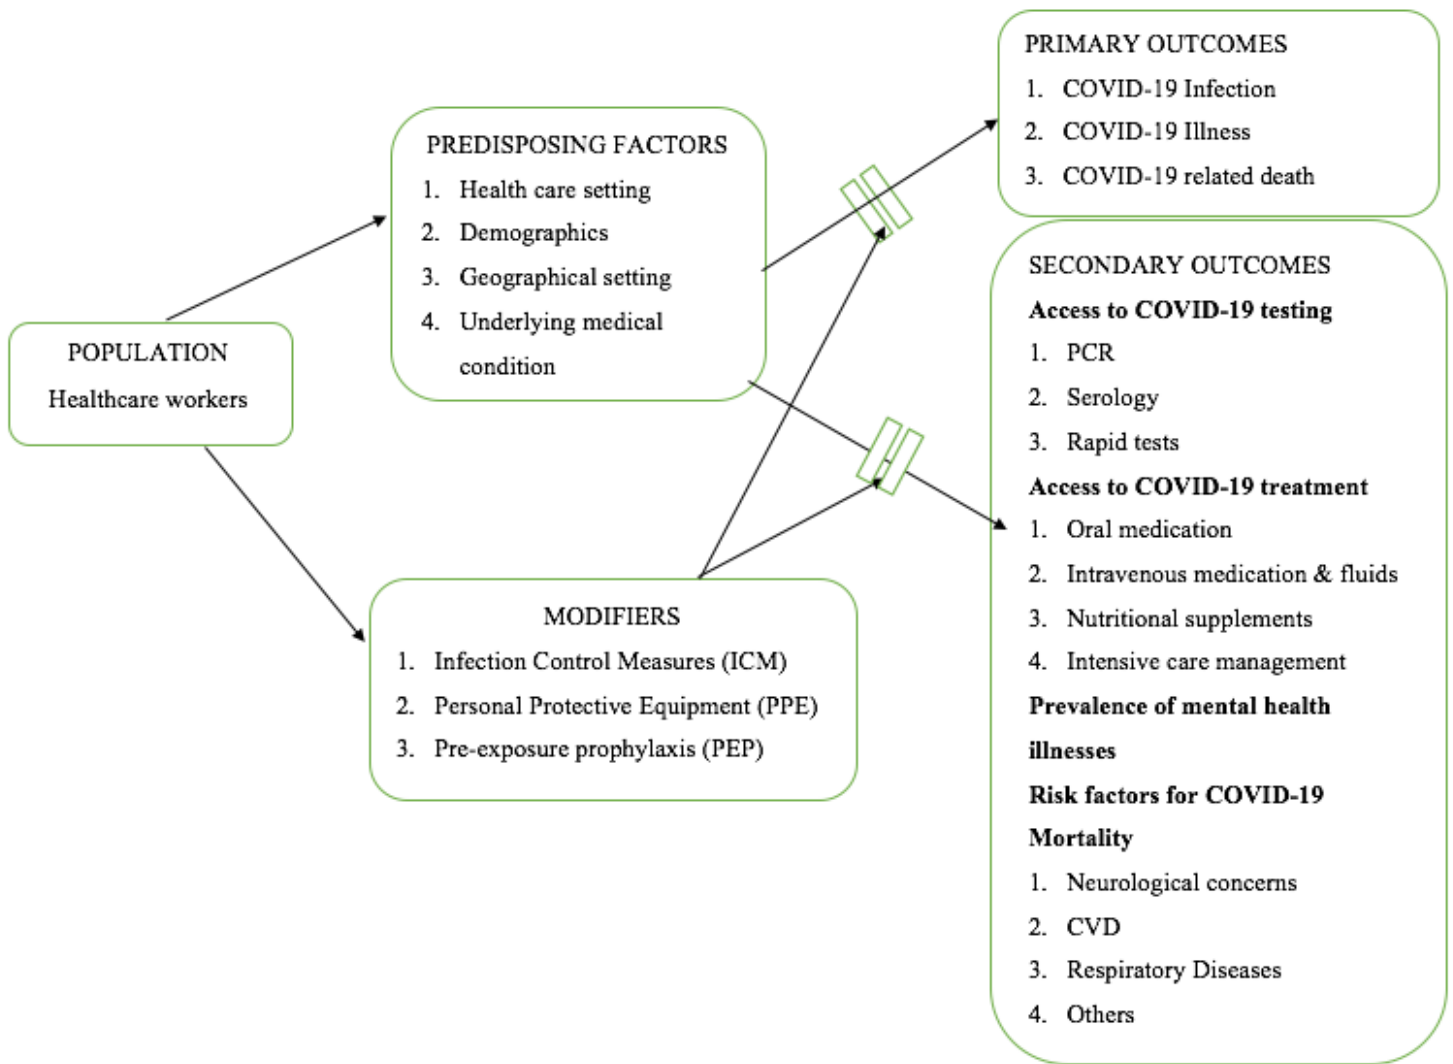 POPULATION
Healthcare workers
PREDISPOSING FACTORS
1. Health care setting
2. Demographics
3. Geographical setting
4. Underlying medical
condition
MODIFIERS
1. Infection Control Measures (ICM)
2. Personal Protective Equipment (PPE)
3. Pre-exposure prophylaxis (PEP)
PRIMARY OUTCOMES
1. COVID-19 Infection
2. COVID-19 Illness
3. COVID-19 related death
SECONDARY OUTCOMES
Access to COVID-19 testing
1. PCR
2. Serology
3. Rapid tests
Access to COVID-19 treatment
1. Oral medication
2. Intravenous medication & fluids
3. Nutritional supplements
4. Intensive care management
Prevalence of mental health
illnesses
Risk factors for COVID-19
Mortality
1. Neurological concerns
2. CVD
3. Respiratory Diseases
4. Others